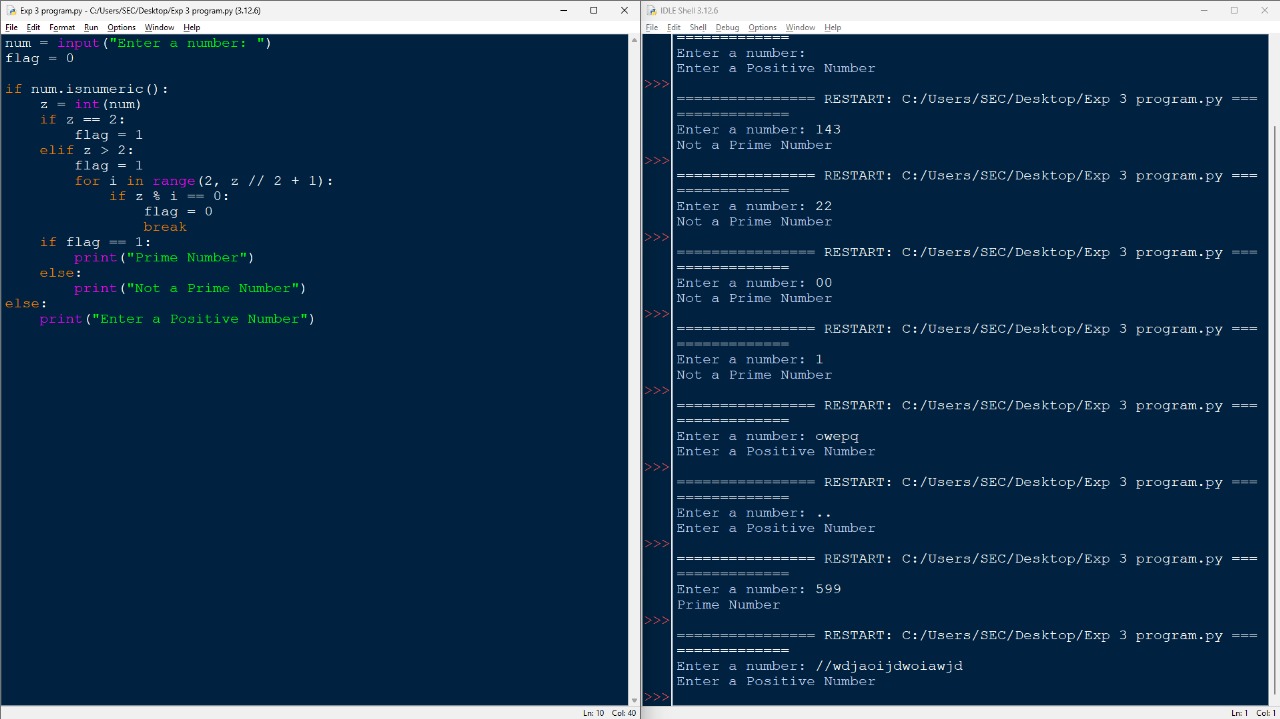 Exp 3 program.py - C:/Users/SEC/Desktop/Exp 3 program.py (3.12.6)
File Edit Format Run Options Window Help
num = input("Enter a number: ")
flag = 0
if num.isnumeric():
    z = int(num)
    if z == 2:
        flag = 1
    elif z > 2:
        flag = 1
        for i in range(2, z // 2 + 1):
            if z % i == 0:
                flag = 0
                break
    if flag == 1:
        print("Prime Number")
    else:
        print("Not a Prime Number")
else:
    print("Enter a Positive Number")
Ln: 10 Col: 40
IDLE Shell 3.12.6
File Edit Shell Debug Options Window Help
=============
Enter a number:
Enter a Positive Number
>>>
================ RESTART: C:/Users/SEC/Desktop/Exp 3 program.py ===
=============
Enter a number: 143
Not a Prime Number
>>>
================ RESTART: C:/Users/SEC/Desktop/Exp 3 program.py ===
=============
Enter a number: 22
Not a Prime Number
>>>
================ RESTART: C:/Users/SEC/Desktop/Exp 3 program.py ===
=============
Enter a number: 00
Not a Prime Number
>>>
================ RESTART: C:/Users/SEC/Desktop/Exp 3 program.py ===
=============
Enter a number: 1
Not a Prime Number
>>>
================ RESTART: C:/Users/SEC/Desktop/Exp 3 program.py ===
=============
Enter a number: owepq
Enter a Positive Number
>>>
================ RESTART: C:/Users/SEC/Desktop/Exp 3 program.py ===
=============
Enter a number: ..
Enter a Positive Number
>>>
================ RESTART: C:/Users/SEC/Desktop/Exp 3 program.py ===
=============
Enter a number: 599
Prime Number
>>>
================ RESTART: C:/Users/SEC/Desktop/Exp 3 program.py ===
=============
Enter a number: //wdjaoijdwoiawjd
Enter a Positive Number
>>>
Ln: 1 Col: 1